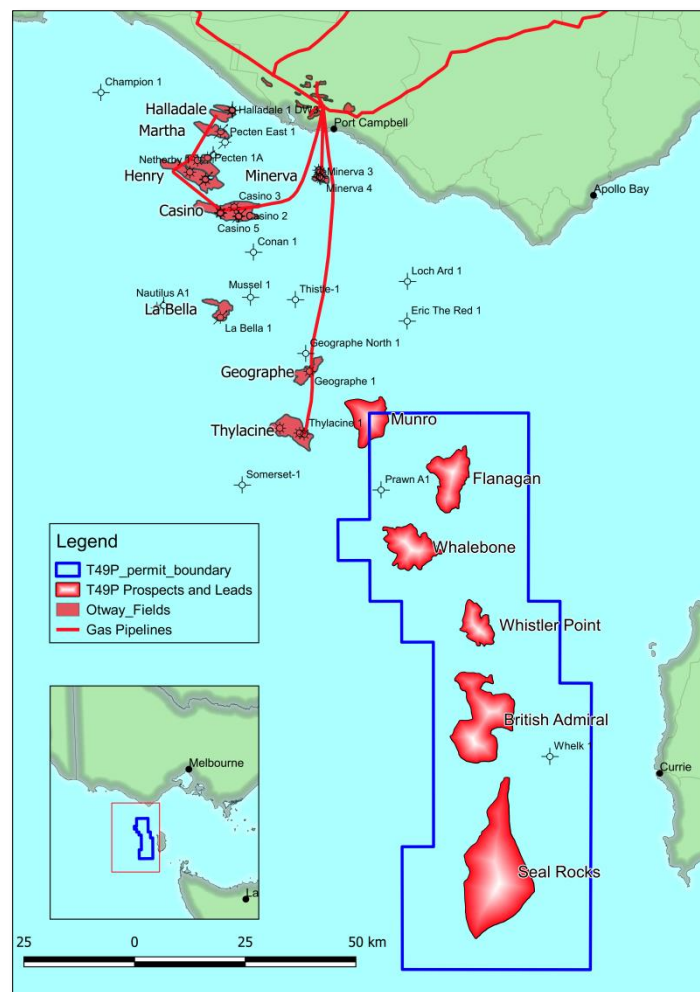 Champion 1
Halladale
Halladale 1 DW3
Port Campbell
Martha
Pecten East 1
Pecten 1A
Henry
Minerva
Minerva 3
Minerva 4
Apollo Bay
Casino 3
Casino
Casino 2
Casino 5
Conan 1
Loch Ard 1
Nautilus A1
Mussel 1
Thistle-1
La Bella
La Bella 1
Eric The Red 1
Geographe North 1
Geographe
Geographe 1
Thylacine
Thylacine 1
Munro
Somerset-1
Prawn A1
Flanagan
Whalebone
Legend
T49P_permit_boundary
T49P Prospects and Leads
Otway_Fields
Gas Pipelines
Whistler Point
British Admiral
Whelk 1
Currie
Melbourne
Seal Rocks
25 0 25 50 km